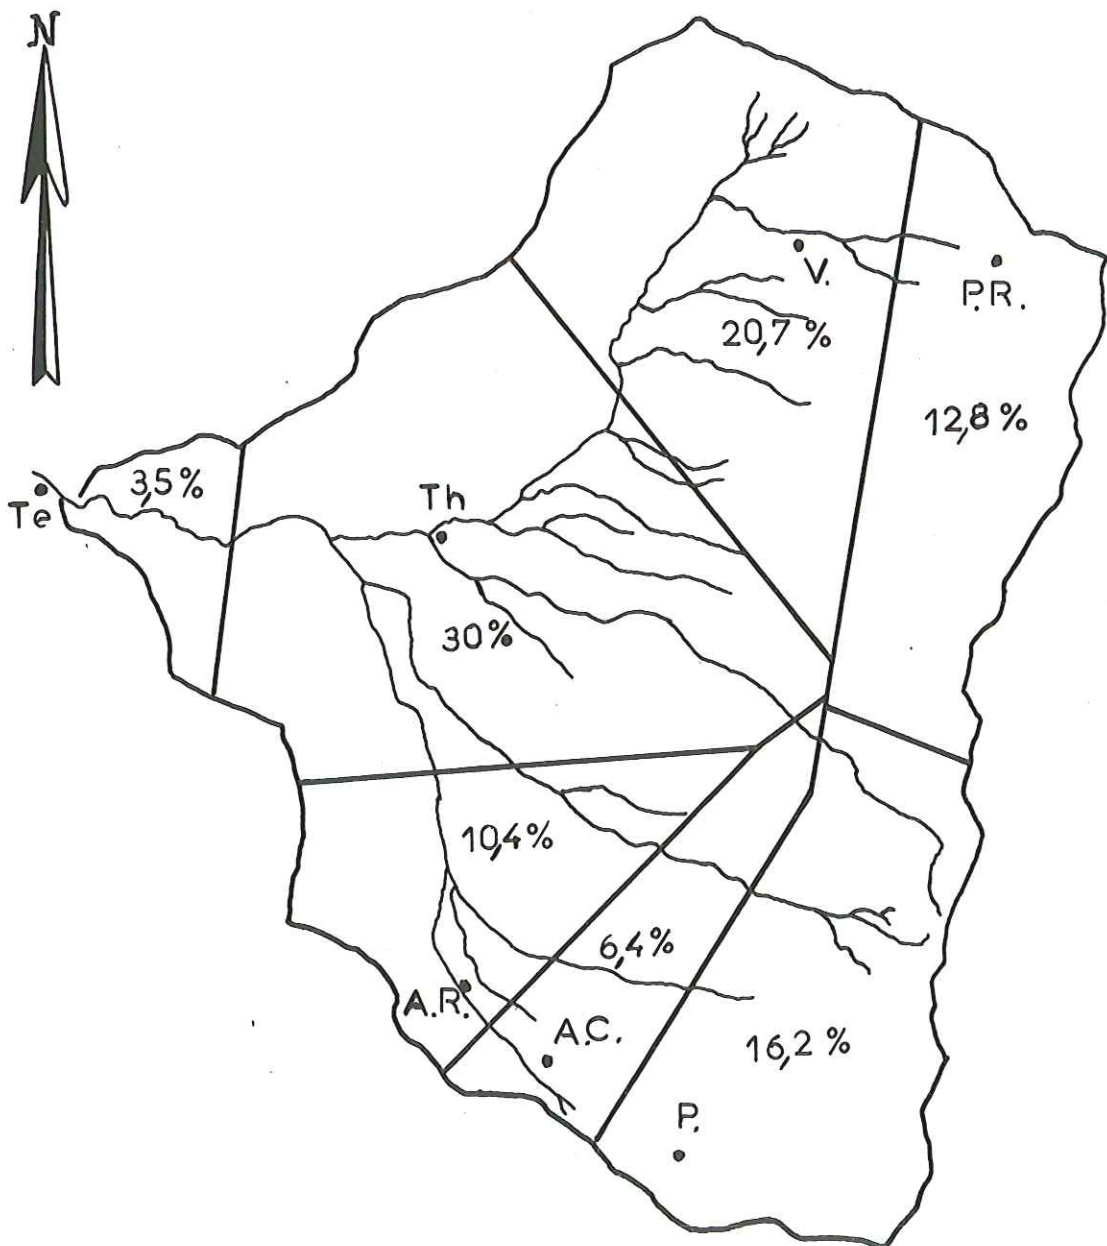 N
V.
P.R.
20,7 %
12,8 %
3,5 %
Te
Th
30 %
10,4 %
6,4 %
A.R.
A.C.
16,2 %
P.